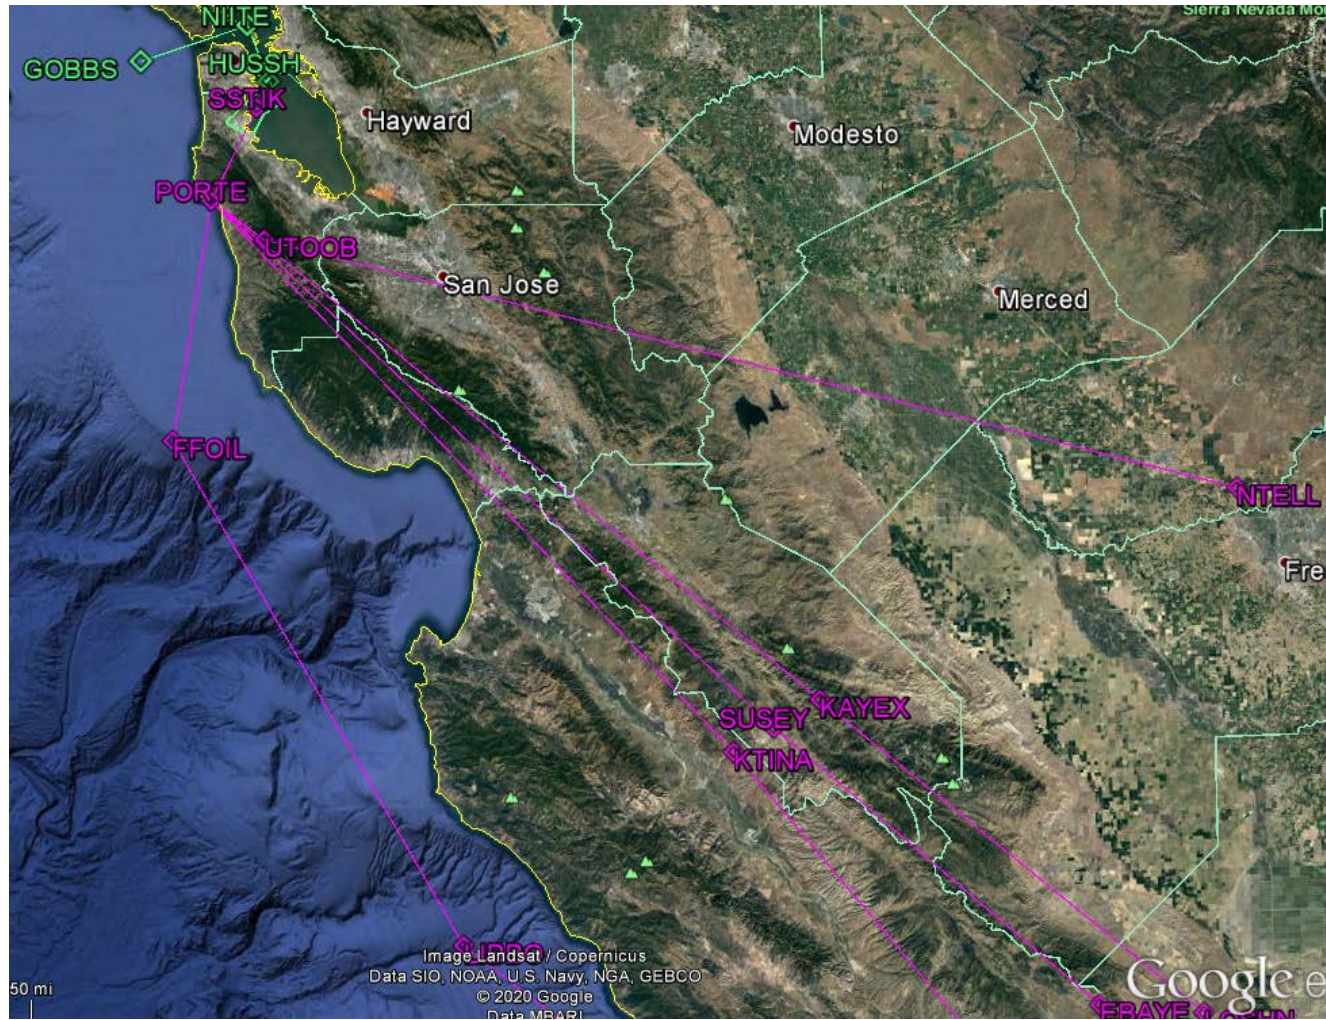 NIITE
Sierra Nevada Mo
GOBBS
HUSSH
SSTIK
Hayward
Modesto
PORTE
UTOOB
San Jose
Merced
FFOIL
NTELL
Fre
SUSEY
KAYEX
KTINA
Image Landsat / Copernicus
Data SIO, NOAA, U.S. Navy, NGA, GEBCO
© 2020 Google
Data MBARI
50 mi
Google e
EBAYE